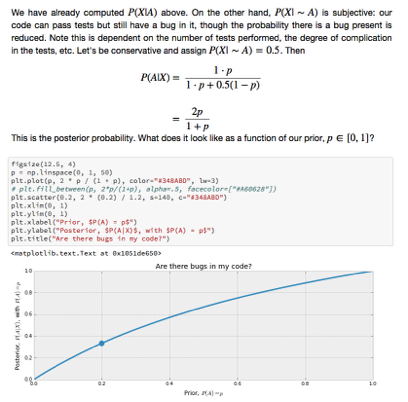 We have already computed P(X|A) above. On the other hand, P(X| ~ A) is subjective: our
code can pass tests but still have a bug in it, though the probability there is a bug present is
reduced. Note this is dependent on the number of tests performed, the degree of complication
in the tests, etc. Let's be conservative and assign P(X| ~ A) = 0.5. Then
P(A|X) = 1 · p
1 · p + 0.5(1 − p)
= 2p
1 + p
This is the posterior probability. What does it look like as a function of our prior, p ∈ [0, 1]?
figsize(12.5, 4)
p = np.linspace(0, 1, 50)
plt.plot(p, 2 * p / (1 + p), color="#348ABD", lw=3)
# plt.fill_between(p, 2*p/(1+p), alpha=.5, facecolor=["#A60628"])
plt.scatter(0.2, 2 * (0.2) / 1.2, s=140, c="#348ABD")
plt.xlim(0, 1)
plt.ylim(0, 1)
plt.xlabel("Prior, $P(A) = p$")
plt.ylabel("Posterior, $P(A|X)$, with $P(A) = p$")
plt.title("Are there bugs in my code?")
<matplotlib.text.Text at 0x1051de650>
Are there bugs in my code?
1.0
0.8
0.6
0.4
0.2
0.0
Posterior, P(A|X), with P(A)=p
0.0 0.2 0.4 0.6 0.8 1.0
Prior, P(A)=p